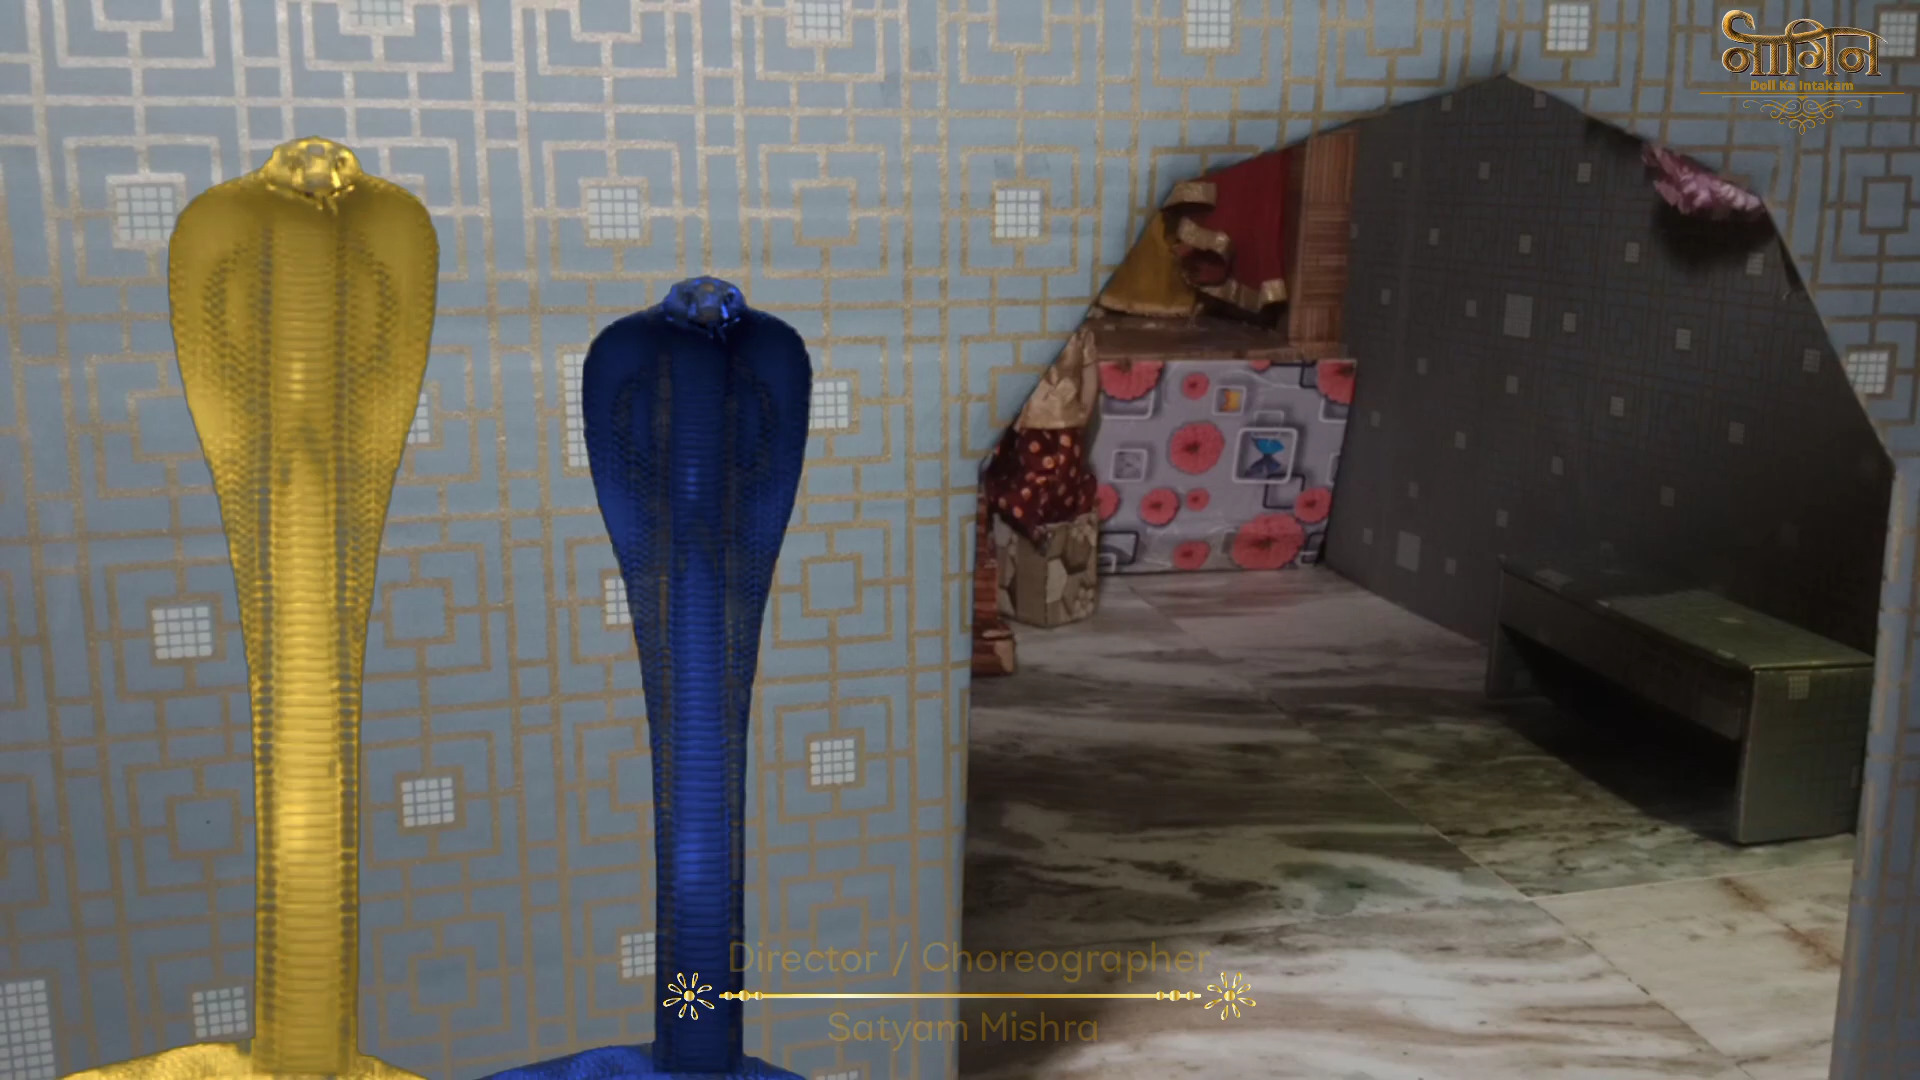 नागिन
Doll Ka Intakam
Director / Choreographer
Satyam Mishra